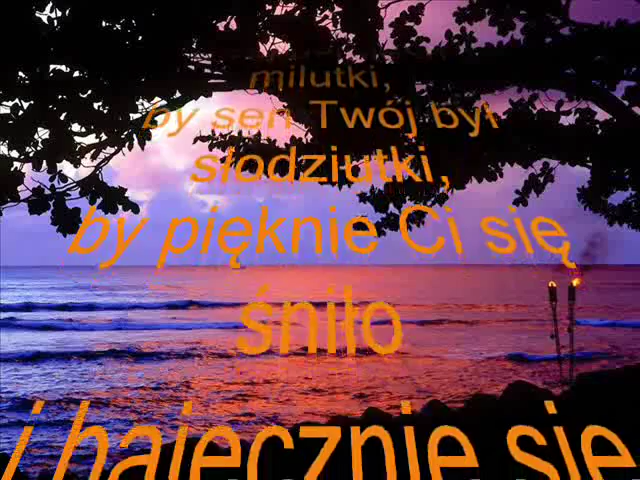 milutki,
by sen Twój był
słodziutki,
by pięknie Ci się
śniło
i bajecznie się